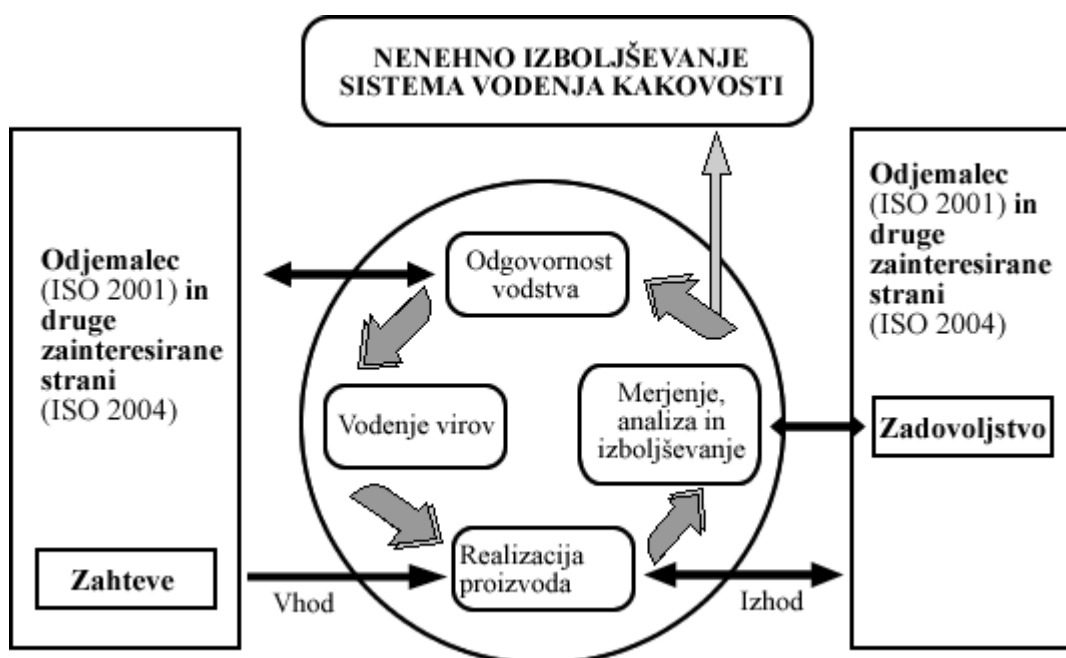 NENEHNO IZBOLJŠEVANJE
SISTEMA VODENJA KAKOVOSTI
Odjemalec
(ISO 2001) in
druge
zainteresirane
strani
(ISO 2004)
Zahteve
Odgovornost
vodstva
Vodenje virov
Merjenje,
analiza in
izboljševanje
Realizacija
proizvoda
Vhod
Izhod
Odjemalec
(ISO 2001) in
druge
zainteresirane
strani
(ISO 2004)
Zadovoljstvo